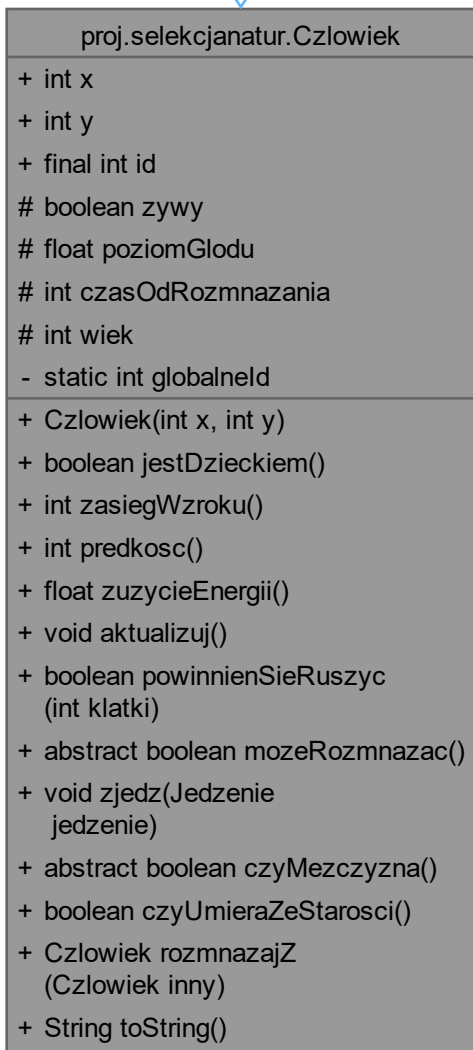 proj.selekcjanatur.Czlowiek
+ int x
+ int y
+ final int id
# boolean zywy
# float poziomGlodu
# int czasOdRozmnazania
# int wiek
- static int globalneId
+ Czlowiek(int x, int y)
+ boolean jestDzieckiem()
+ int zasiegWzroku()
+ int predkosc()
+ float zuzycieEnergii()
+ void aktualizuj()
+ boolean powinnienSieRuszyc
(int klatki)
+ abstract boolean mozeRozmnazac()
+ void zjedz(Jedzenie
jedzenie)
+ abstract boolean czyMezczyzna()
+ boolean czyUmieraZeStarosci()
+ Czlowiek rozmnazajZ
(Czlowiek inny)
+ String toString()